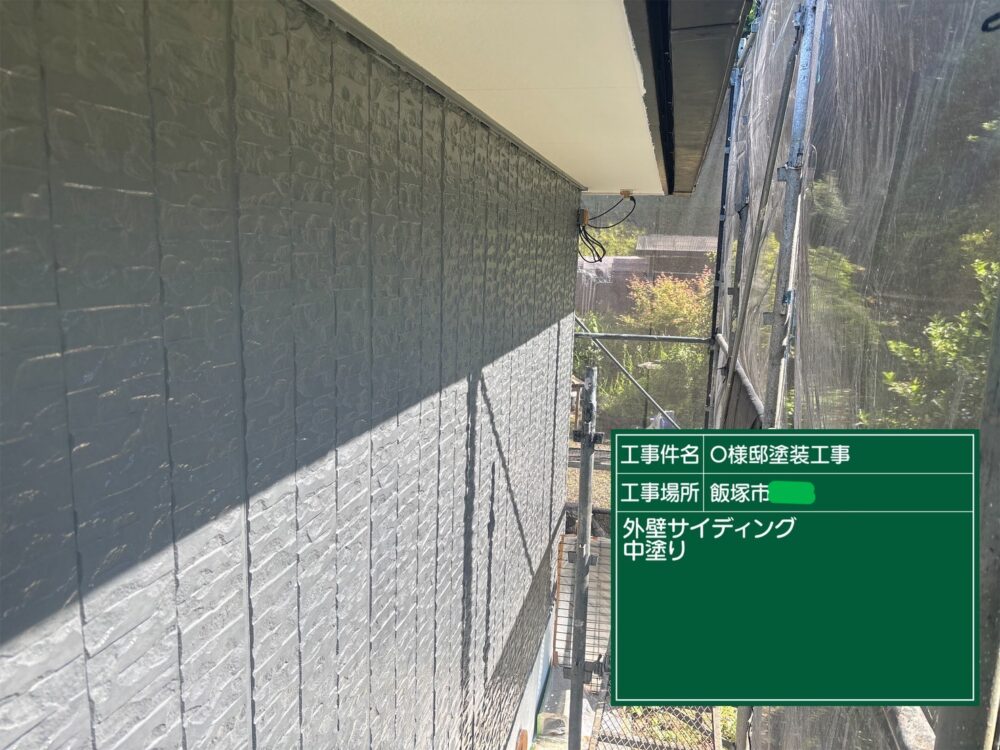 工事件名 〇様邸塗装工事
工事場所 飯塚市
外壁サイディング
中塗り